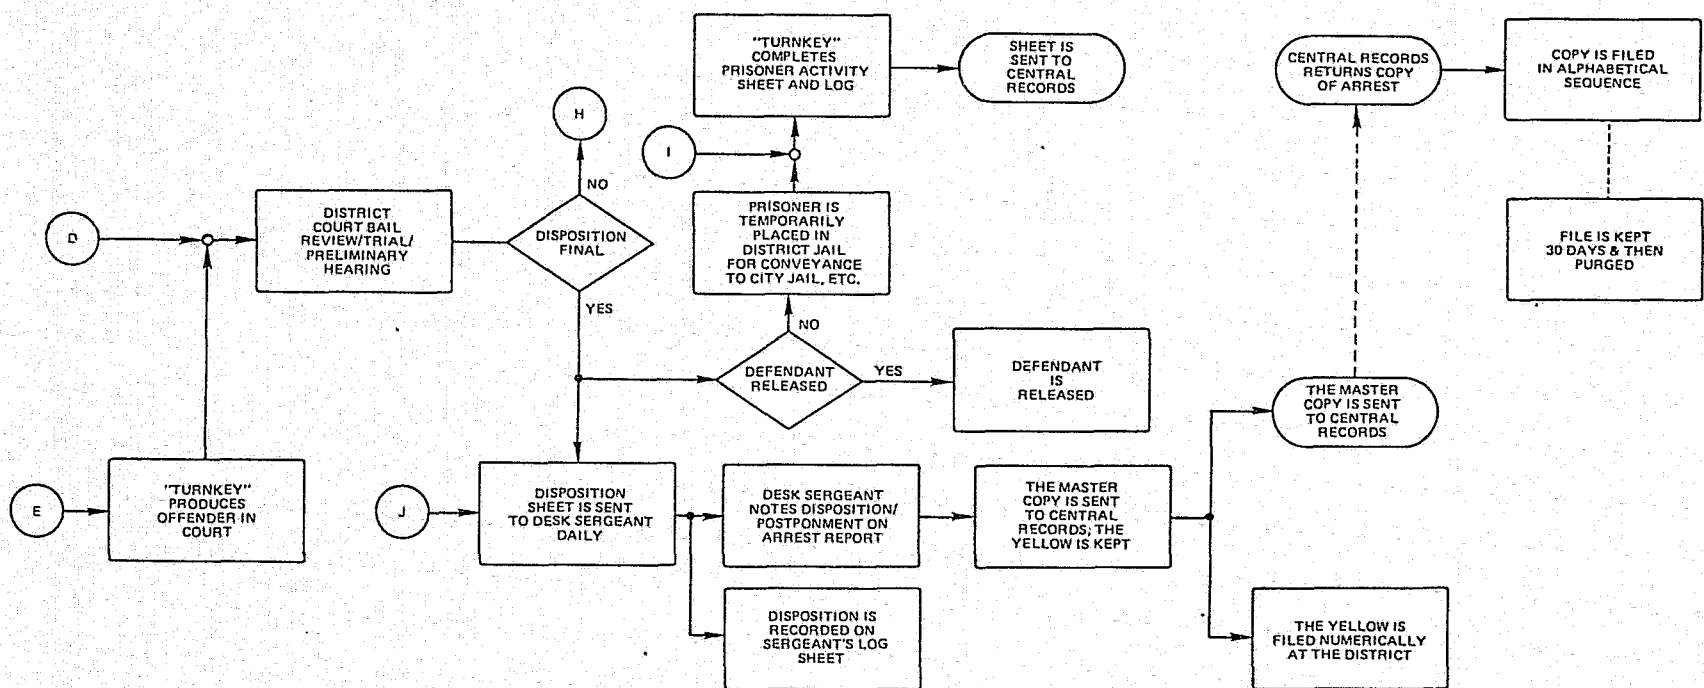 "TURNKEY"
COMPLETES
PRISONER ACTIVITY
SHEET AND LOG
SHEET IS
SENT TO
CENTRAL
RECORDS
CENTRAL RECORDS
RETURNS COPY
OF ARREST
COPY IS FILED
IN ALPHABETICAL
SEQUENCE
H
I
NO
D
DISTRICT
COURT BAIL
REVIEW/TRIAL/
PRELIMINARY
HEARING
DISPOSITION
FINAL
YES
PRISONER IS
TEMPORARILY
PLACED IN
DISTRICT JAIL
FOR CONVEYANCE
TO CITY JAIL, ETC.
FILE IS KEPT
30 DAYS & THEN
PURGED
NO
DEFENDANT
RELEASED
YES
DEFENDANT
IS
RELEASED
THE MASTER
COPY IS SENT
TO CENTRAL
RECORDS
E
"TURNKEY"
PRODUCES
OFFENDER IN
COURT
J
DISPOSITION
SHEET IS SENT
TO DESK SERGEANT
DAILY
DESK SERGEANT
NOTES DISPOSITION/
POSTPONMENT ON
ARREST REPORT
THE MASTER
COPY IS SENT
TO CENTRAL
RECORDS; THE
YELLOW IS KEPT
DISPOSITION IS
RECORDED ON
SERGEANT'S LOG
SHEET
THE YELLOW IS
FILED NUMERICALLY
AT THE DISTRICT